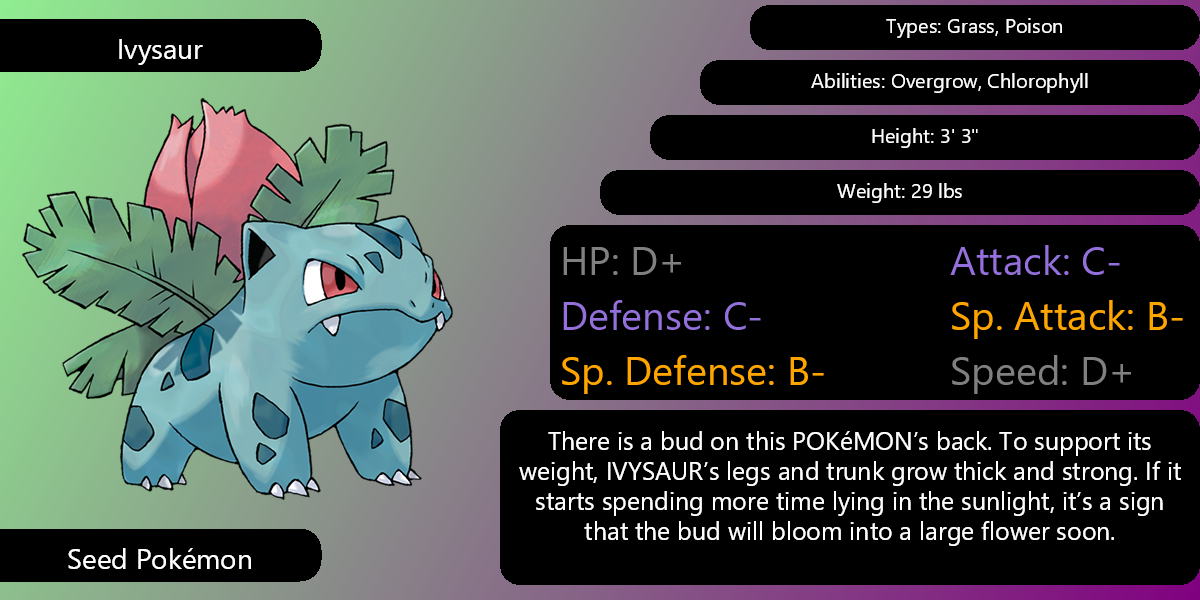 Ivysaur
Types: Grass, Poison
Abilities: Overgrow, Chlorophyll
Height: 3' 3"
Weight: 29 lbs
HP: D+
Attack: C-
Defense: C-
Sp. Attack: B-
Sp. Defense: B-
Speed: D+
There is a bud on this POKéMON’s back. To support its
weight, IVYSAUR’s legs and trunk grow thick and strong. If it
starts spending more time lying in the sunlight, it’s a sign
that the bud will bloom into a large flower soon.
Seed Pokémon